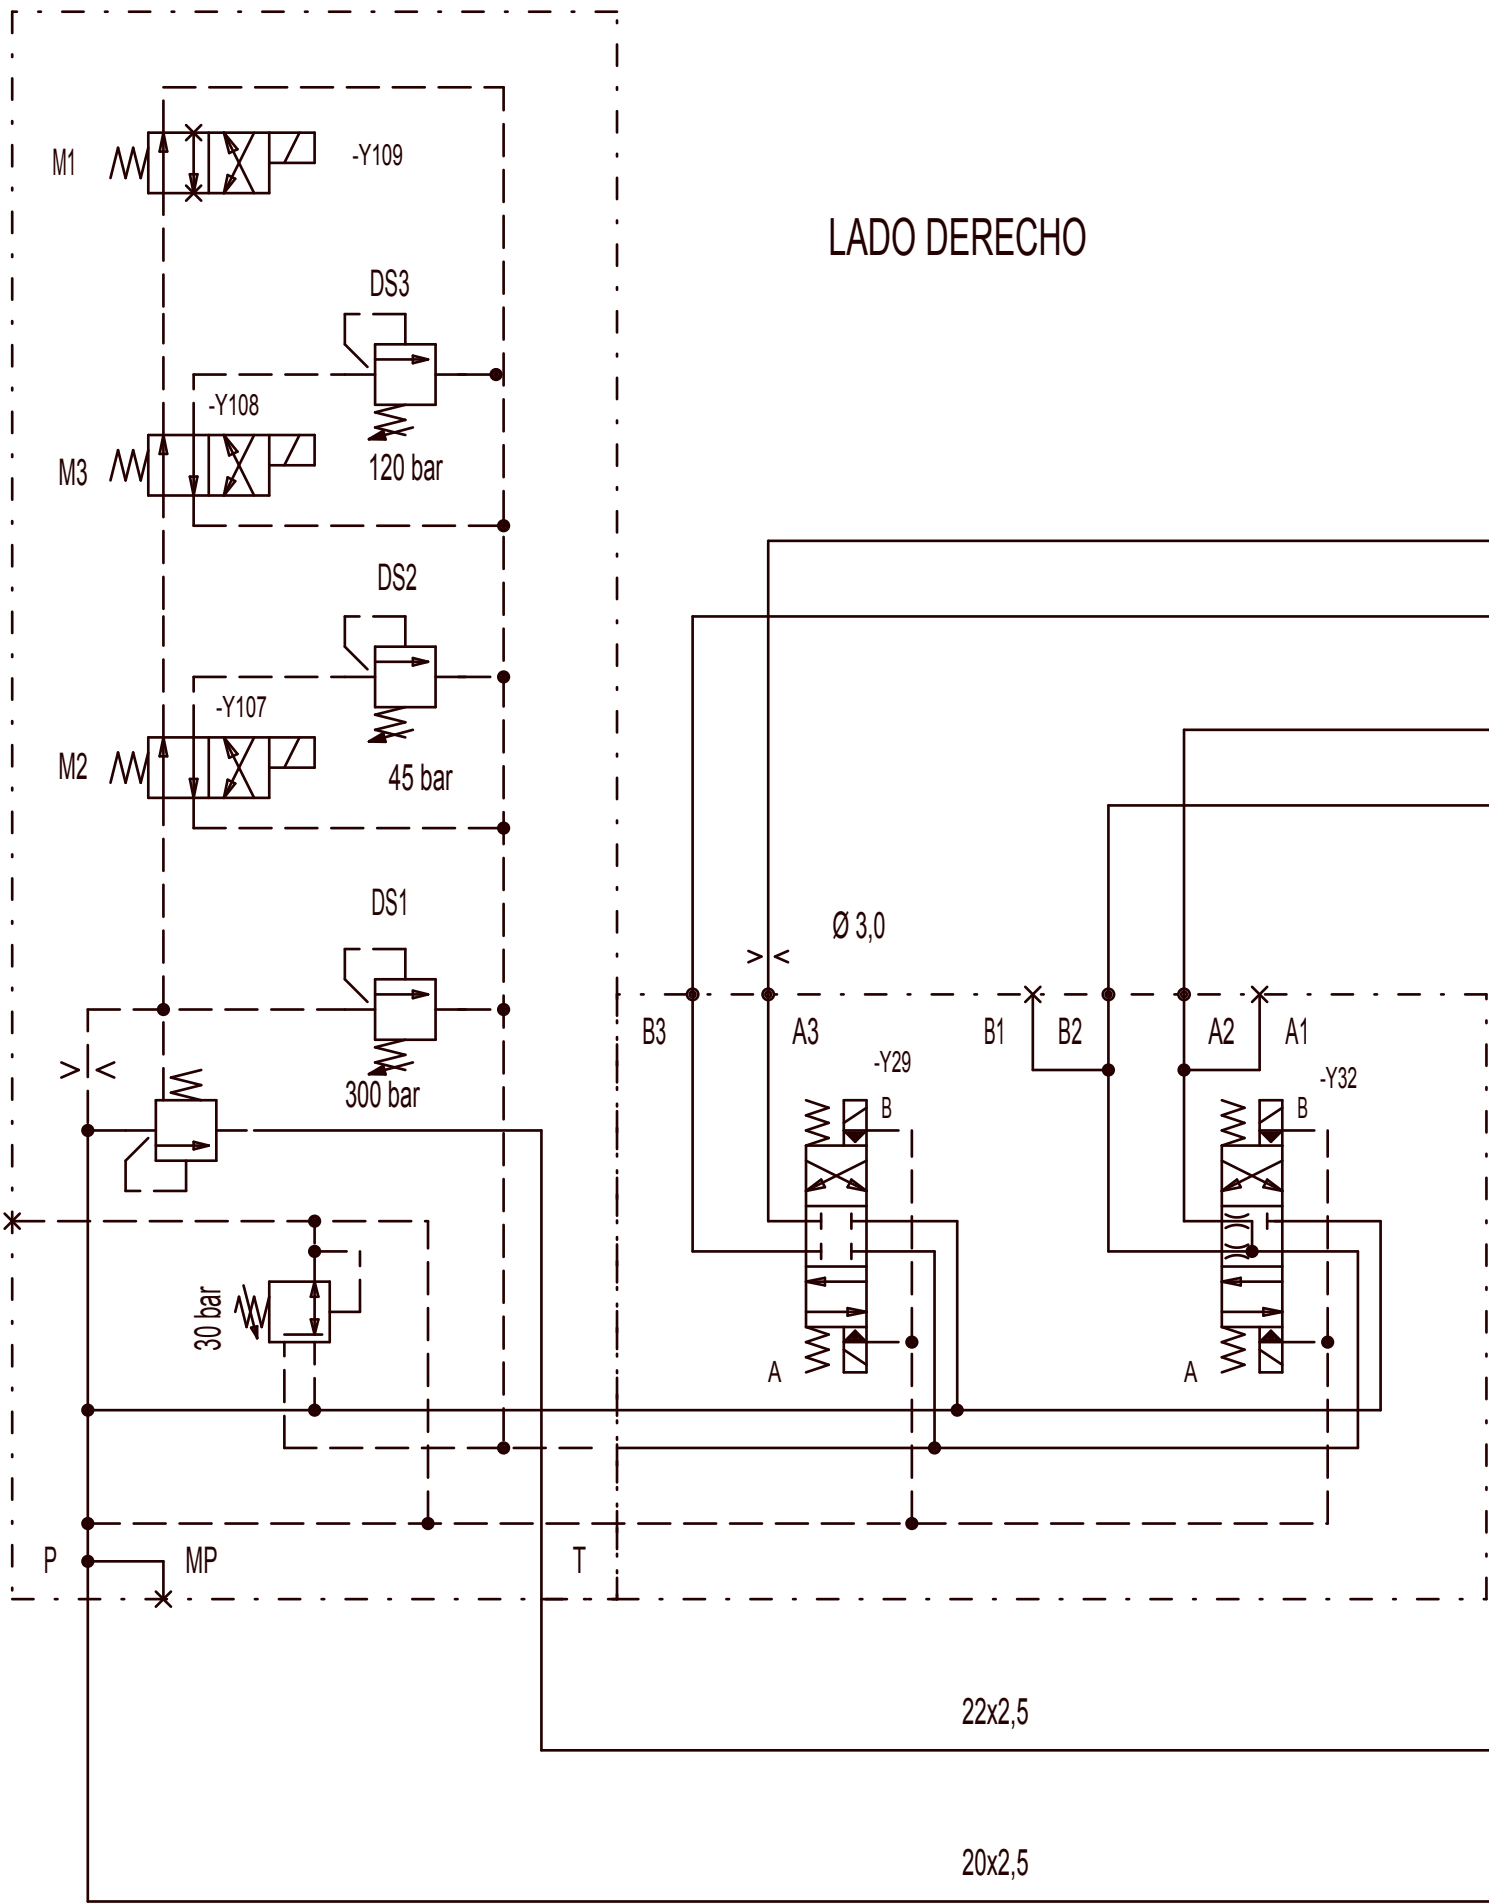 M1
-Y109
LADO DERECHO
DS3
-Y108
M3
120 bar
DS2
-Y107
M2
45 bar
DS1
Ø 3,0
B3
A3
B1
B2
A2
A1
-Y29
-Y32
300 bar
B
B
30 bar
A
A
P
MP
T
22x2,5
20x2,5